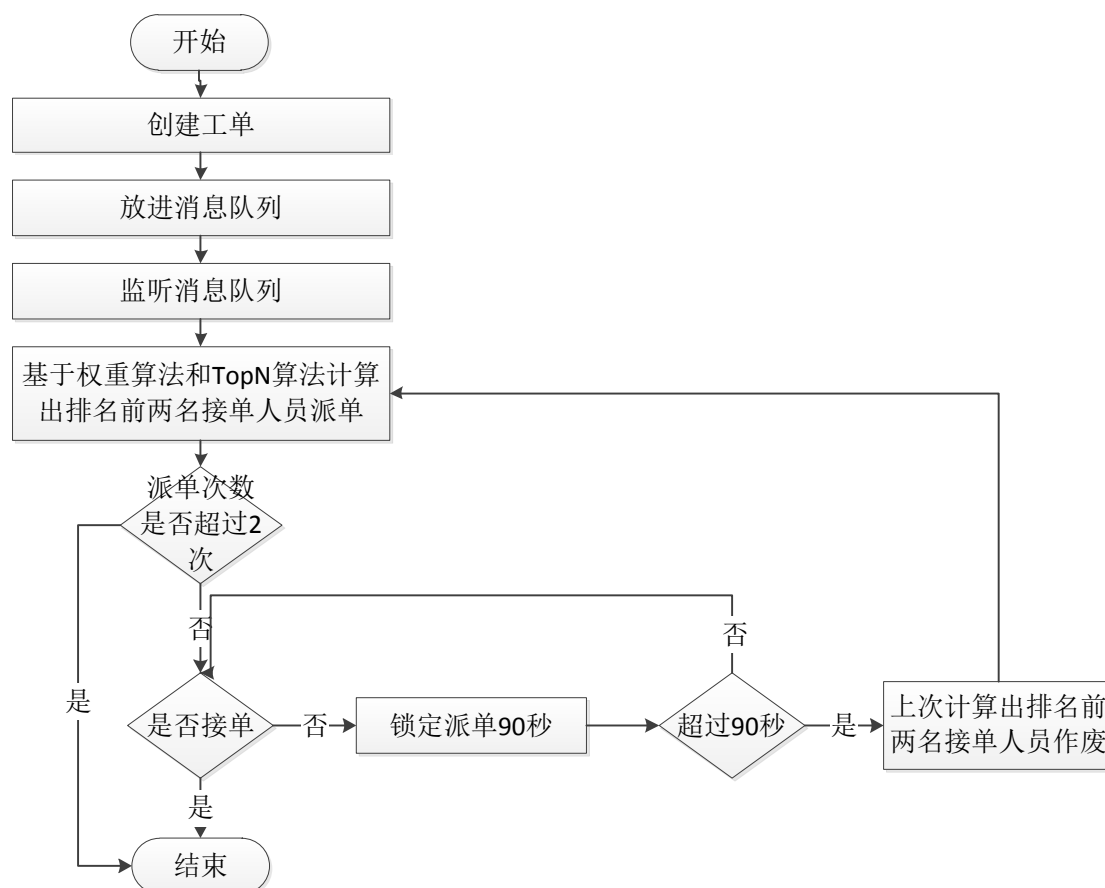 开始
创建工单
放进消息队列
监听消息队列
基于权重算法和TopN算法计算
出排名前两名接单人员派单
派单次数
是否超过2
次
否
否
是
是否接单
否
锁定派单90秒
超过90秒
是
上次计算出排名前
两名接单人员作废
是
结束